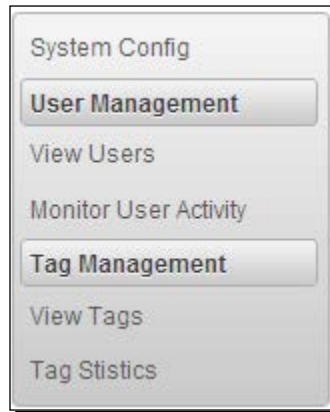 System Config
User Management
View Users
Monitor User Activity
Tag Management
View Tags
Tag Stistics